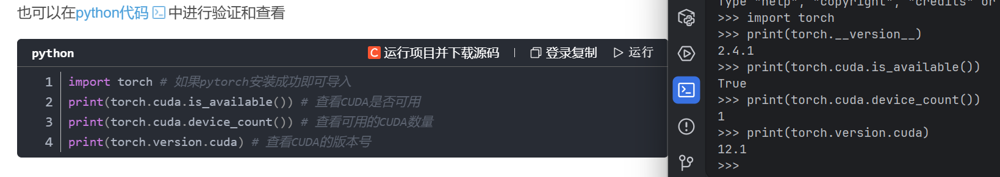 也可以在python代码中进行验证和查看
python
运行项目并下载源码
登录复制
运行
1 import torch # 如果pytorch安装成功即可导入
2 print(torch.cuda.is_available()) # 查看CUDA是否可用
3 print(torch.cuda.device_count()) # 查看可用的CUDA数量
4 print(torch.version.cuda) # 查看CUDA的版本号
Type "help", "copyright", "credits" or
>>> import torch
>>> print(torch.__version__)
2.4.1
>>> print(torch.cuda.is_available())
True
>>> print(torch.cuda.device_count())
1
>>> print(torch.version.cuda)
12.1
>>>